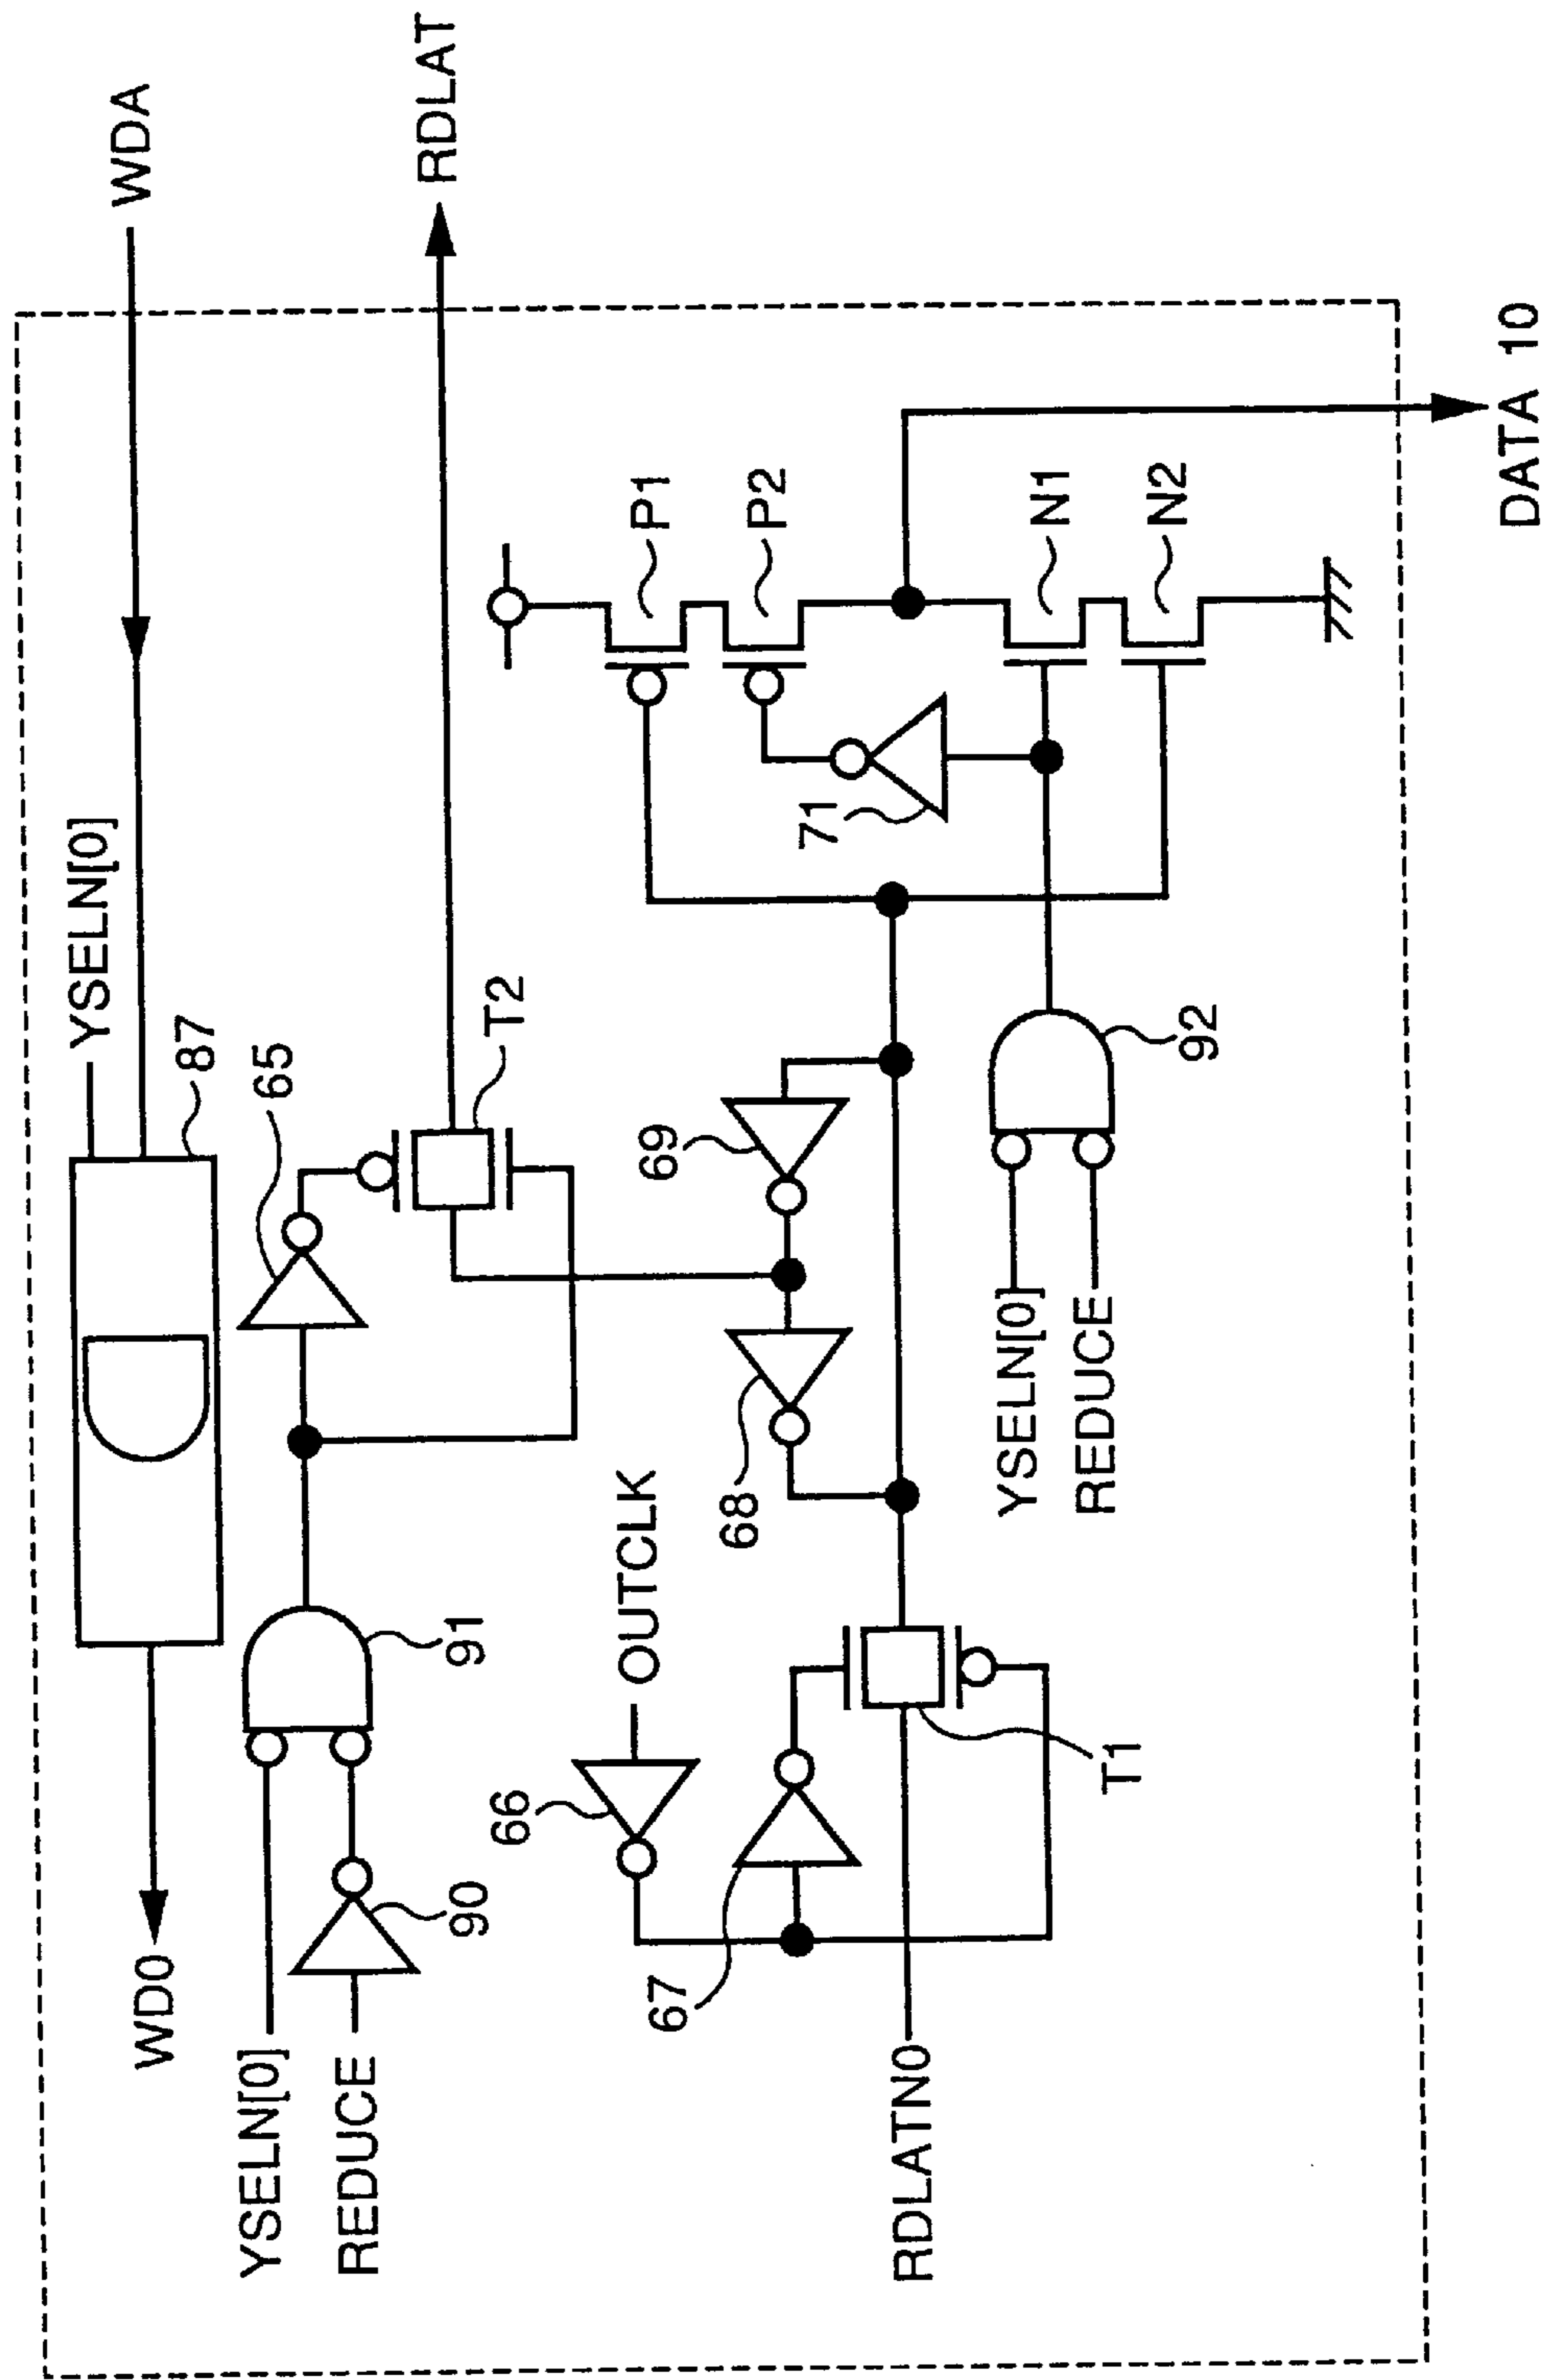 WDA
RDLAT
YSELN[0]
87
65
T2
WD0
91
90
YSELN[0]
REDUCE
OUTCLK
66
67
68
69
71
P1
P2
N1
N2
T1
RDLATN0
YSELN[0]
REDUCE
92
DATA 10